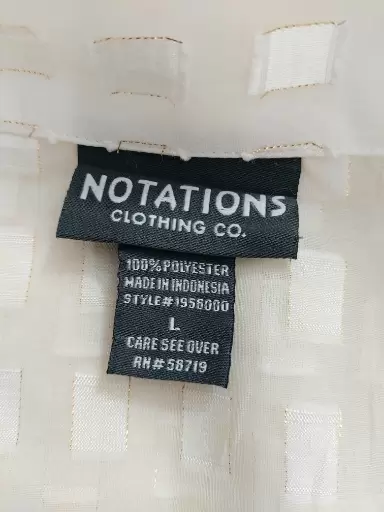 NOTATIONS
CLOTHING CO.
100% POLYESTER
MADE IN INDONESIA
STYLE# 1958000
L
CARE SEE OVER
RN# 58719